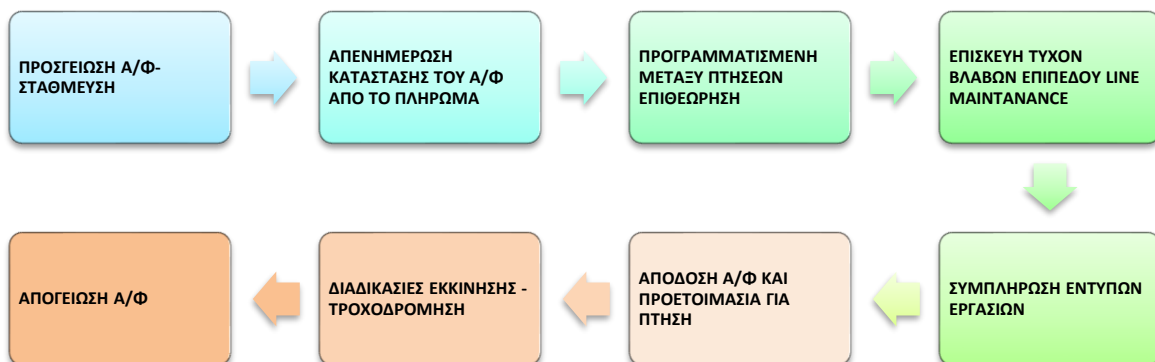 ΠΡΟΣΓΕΙΩΣΗ Α/Φ-
ΣΤΑΘΜΕΥΣΗ
ΑΠΕΝΗΜΕΡΩΣΗ
ΚΑΤΑΣΤΑΣΗΣ ΤΟΥ Α/Φ
ΑΠΟ ΤΟ ΠΛΗΡΩΜΑ
ΠΡΟΓΡΑΜΜΑΤΙΣΜΕΝΗ
ΜΕΤΑΞΥ ΠΤΗΣΕΩΝ
ΕΠΙΘΕΩΡΗΣΗ
ΕΠΙΣΚΕΥΗ ΤΥΧΟΝ
ΒΛΑΒΩΝ ΕΠΙΠΕΔΟΥ LINE
MAINTANANCE
ΣΥΜΠΛΗΡΩΣΗ ΕΝΤΥΠΩΝ
ΕΡΓΑΣΙΩΝ
ΑΠΟΔΟΣΗ Α/Φ ΚΑΙ
ΠΡΟΕΤΟΙΜΑΣΙΑ ΓΙΑ
ΠΤΗΣΗ
ΔΙΑΔΙΚΑΣΙΕΣ ΕΚΚΙΝΗΣΗΣ -
ΤΡΟΧΟΔΡΟΜΗΣΗ
ΑΠΟΓΕΙΩΣΗ Α/Φ